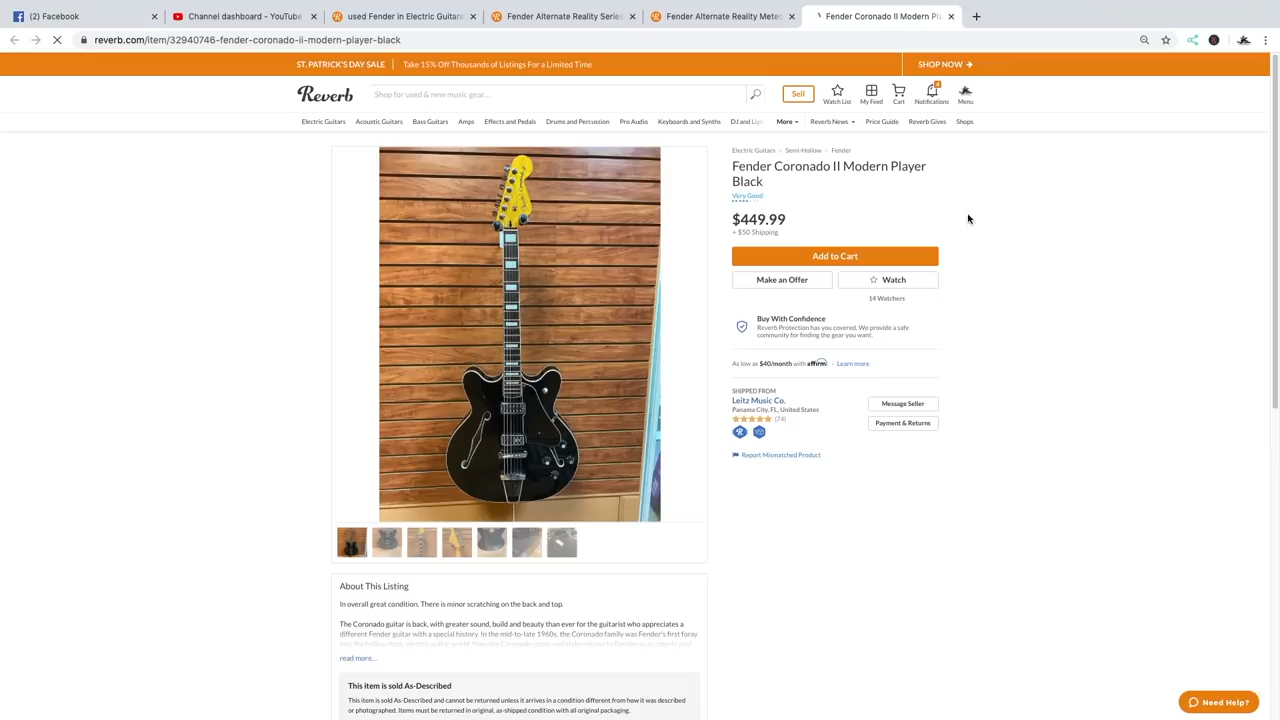 (2) Facebook
Channel dashboard - YouTube
used Fender in Electric Guitars
Fender Alternate Reality Series
Fender Alternate Reality Meteo
Fender Coronado II Modern Pla
reverb.com/item/32940746-fender-coronado-ii-modern-player-black
ST. PATRICK'S DAY SALE | Take 15% Off Thousands of Listings For a Limited Time
SHOP NOW
Reverb
Shop for used & new music gear...
Sell
Watch List
My Feed
Cart
Notifications
Menu
Electric Guitars Acoustic Guitars Bass Guitars Amps Effects and Pedals Drums and Percussion Pro Audio Keyboards and Synths DJ and Ligh More Reverb News Price Guide Reverb Gives Shops
Electric Guitars Semi-Hollow Fender
Fender Coronado II Modern Player
Black
Very Good
$449.99
+ $50 Shipping
Add to Cart
Make an Offer
Watch
14 Watchers
Buy With Confidence
Reverb Protection has you covered. We provide a safe
community for finding the gear you want.
As low as $40/month with affirm - Learn more
SHIPPED FROM
Leitz Music Co.
Panama City, FL, United States
(74)
Message Seller
Payment & Returns
Report Mismatched Product
About This Listing
In overall great condition. There is minor scratching on the back and top.
The Coronado guitar is back, with greater sound, build and beauty than ever for the guitarist who appreciates a
different Fender guitar with a special history. In the mid-to-late 1960s, the Coronado family was Fender's first foray
read more...
This item is sold As-Described
This item is sold As-Described and cannot be returned unless it arrives in a condition different from how it was described
or photographed. Items must be returned in original, as-shipped condition with all original packaging.
Need Help?